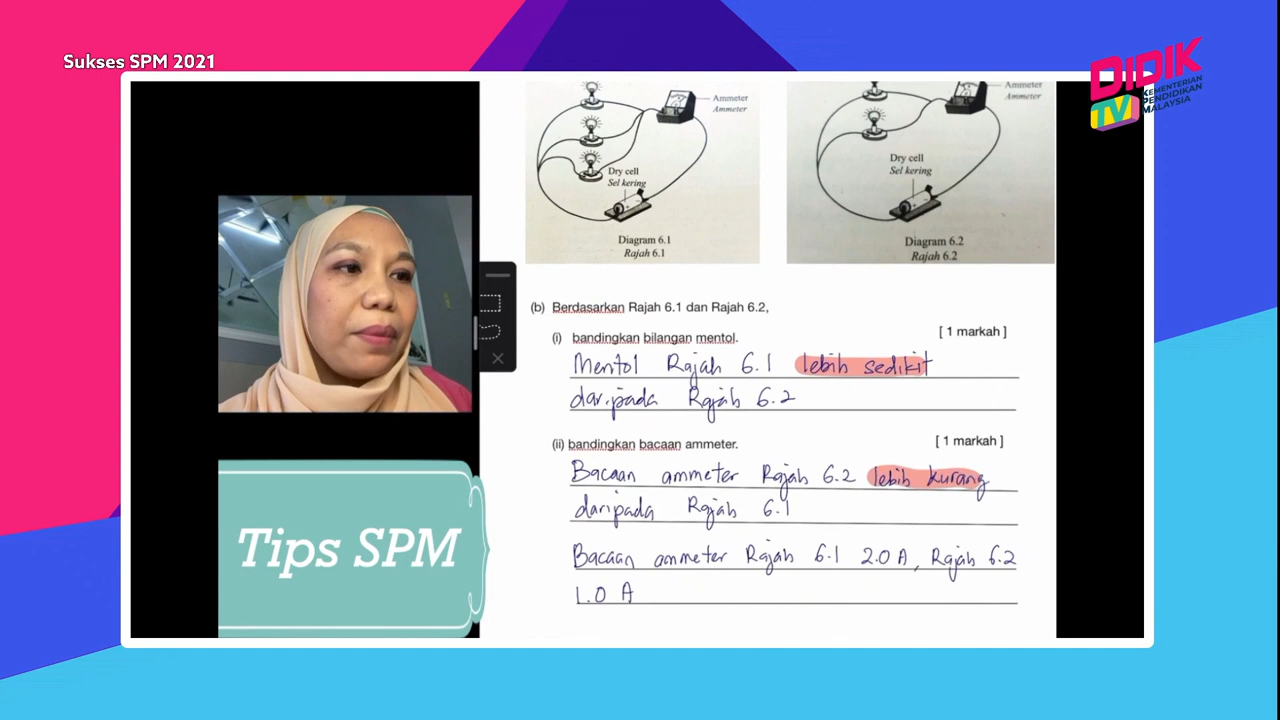 Sukses SPM 2021
DIDIK
TV
KEMENTERIAN
PENDIDIKAN
MALAYSIA
Ammeter
Ammeter
Dry cell
Sel kering
Diagram 6.1
Rajah 6.1
Ammeter
Ammeter
Dry cell
Sel kering
Diagram 6.2
Rajah 6.2
(b) Berdasarkan Rajah 6.1 dan Rajah 6.2,
(i) bandingkan bilangan mentol. [ 1 markah ]
Mentol Rajah 6.1 lebih sedikit
daripada Rajah 6.2
(ii) bandingkan bacaan ammeter. [ 1 markah ]
Bacaan ammeter Rajah 6.2 lebih kurang
daripada Rajah 6.1
Bacaan ammeter Rajah 6.1 2.0 A, Rajah 6.2
1.0 A
Tips SPM